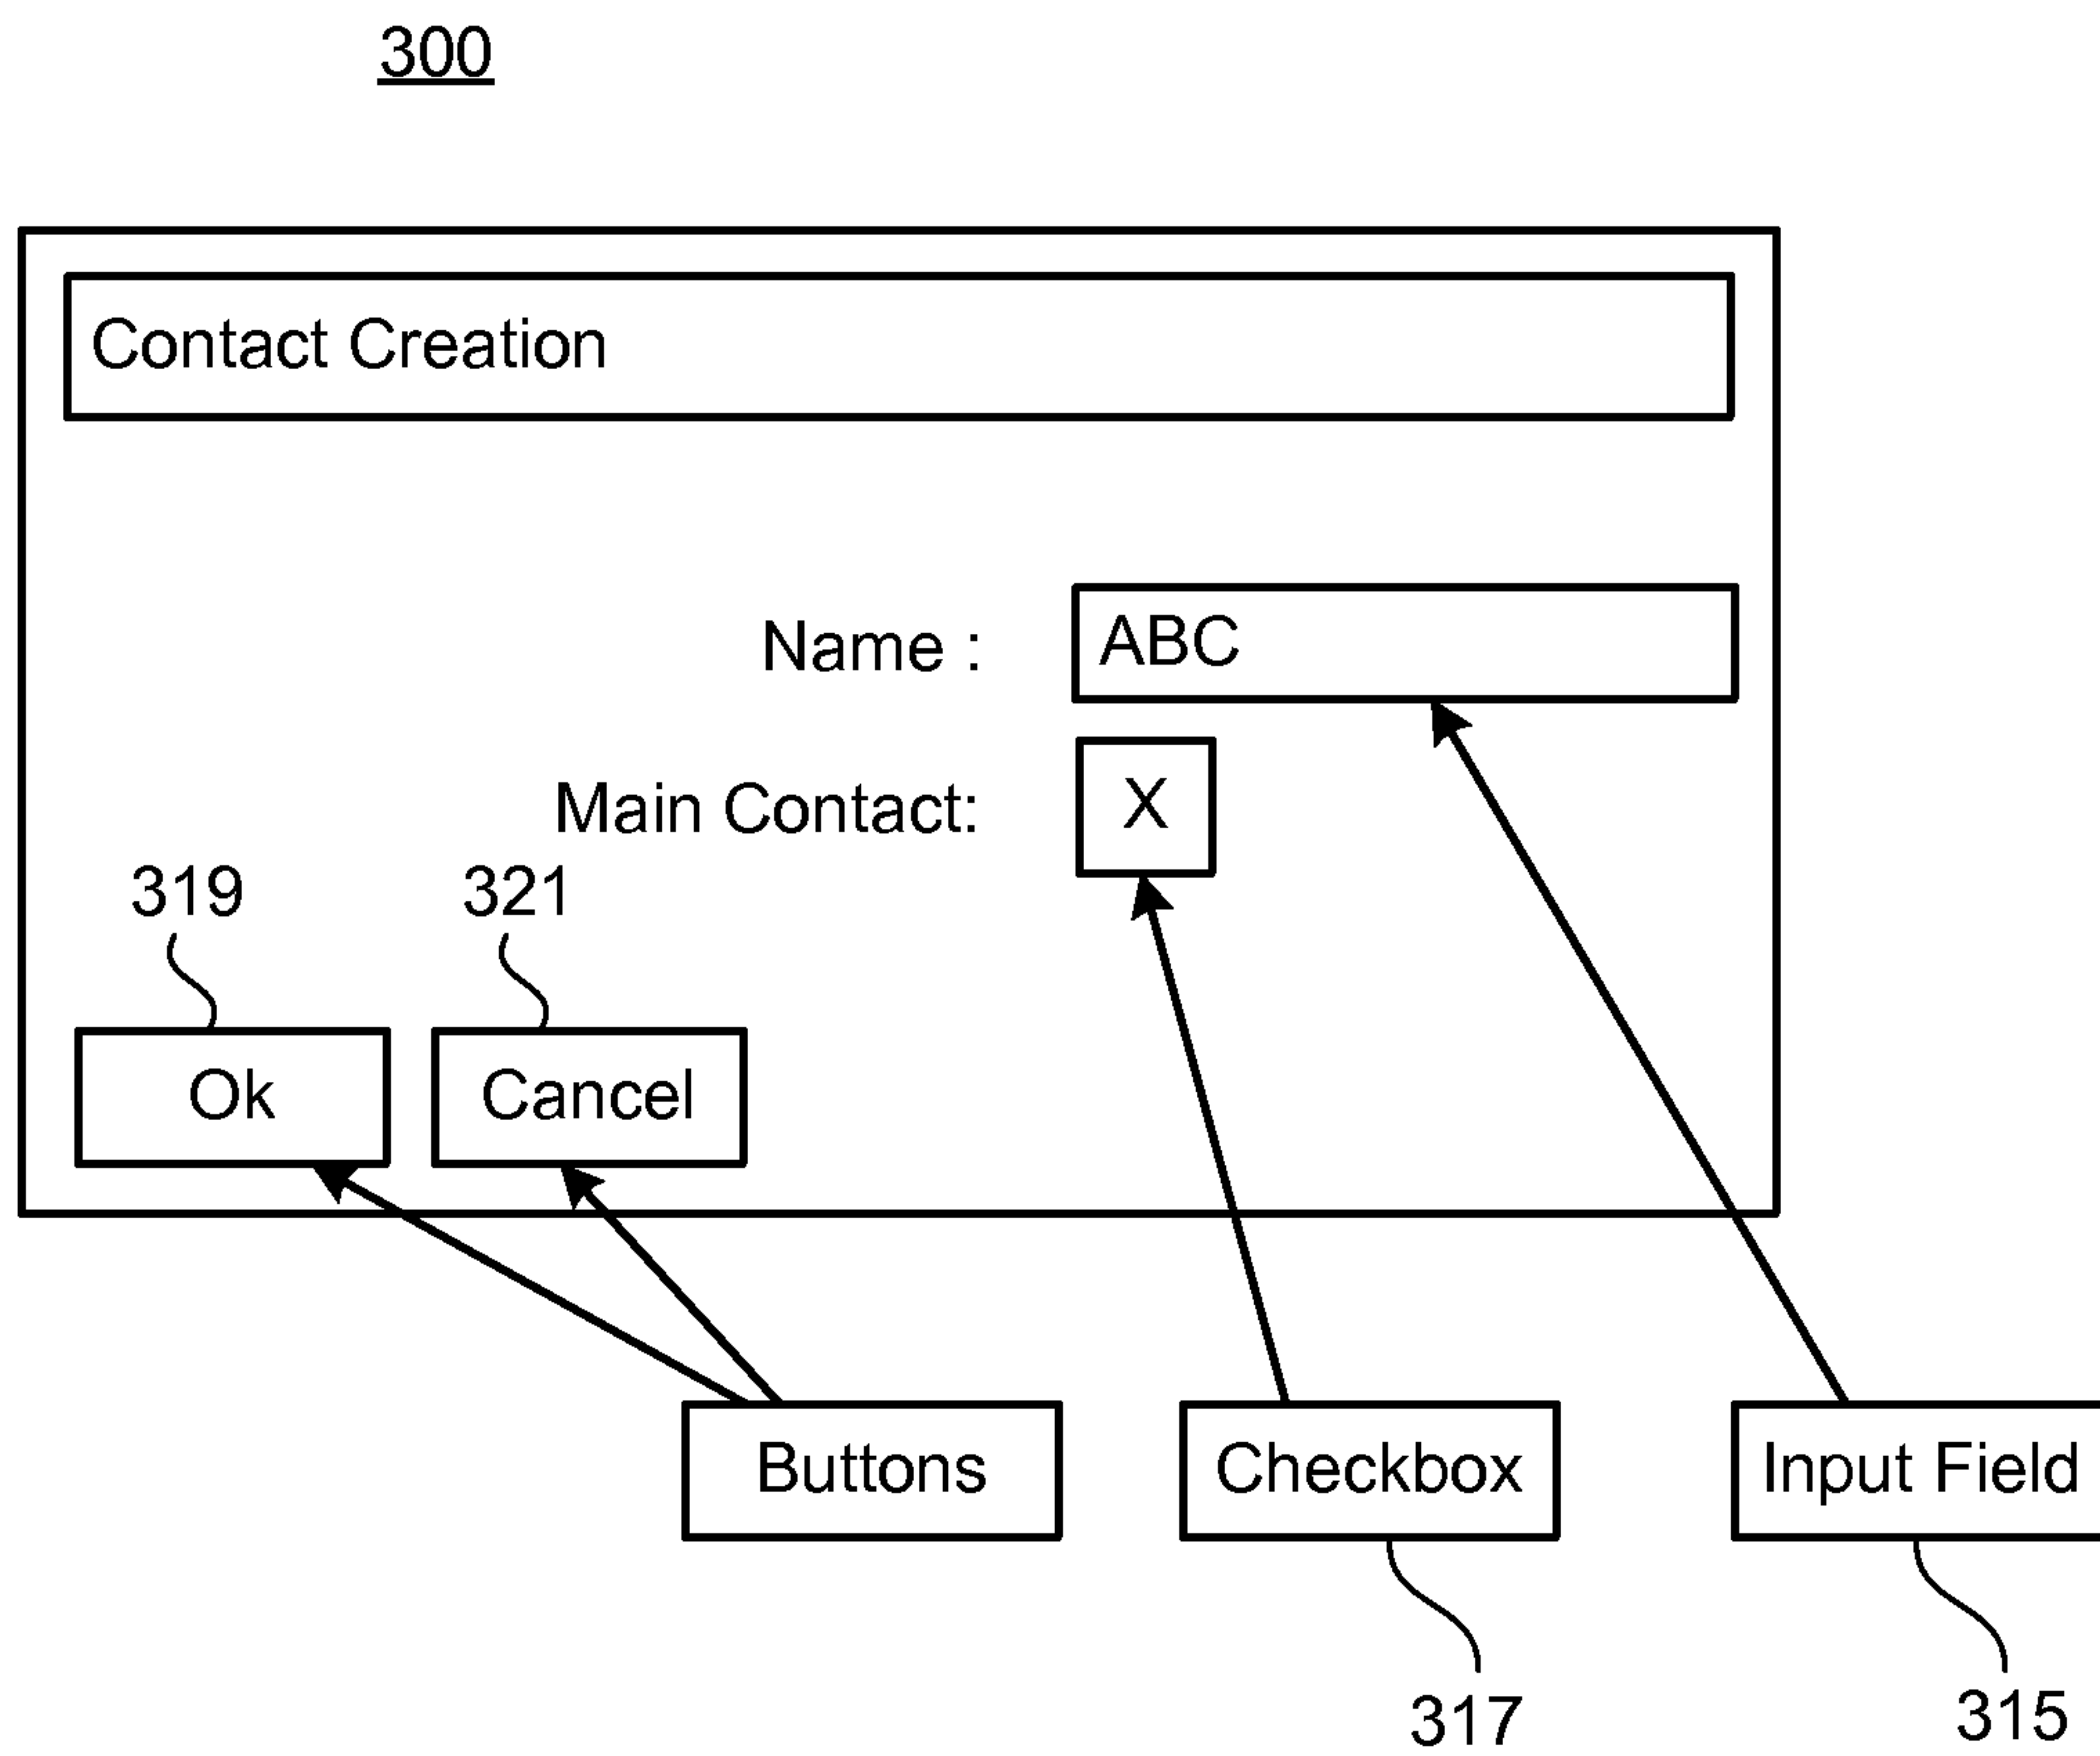 300
Contact Creation
Name : ABC
Main Contact: X
319 321
Ok Cancel
Buttons Checkbox Input Field
317 315